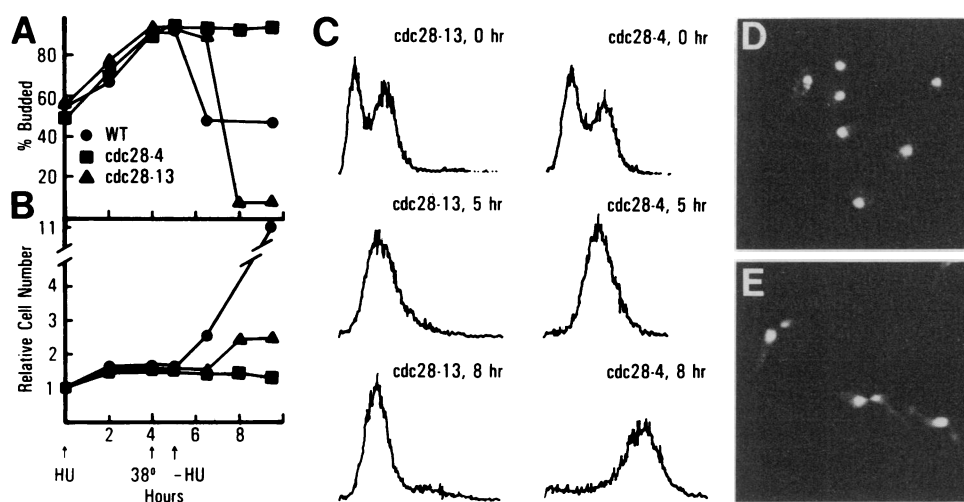 A
% Budded
80
60
40
20
WT
cdc28-4
cdc28-13
B
Relative Cell Number
11
4
3
2
1
2 4 6 8
HU 38° -HU
Hours
C
cdc28-13, 0 hr
cdc28-4, 0 hr
cdc28-13, 5 hr
cdc28-4, 5 hr
cdc28-13, 8 hr
cdc28-4, 8 hr
D
E